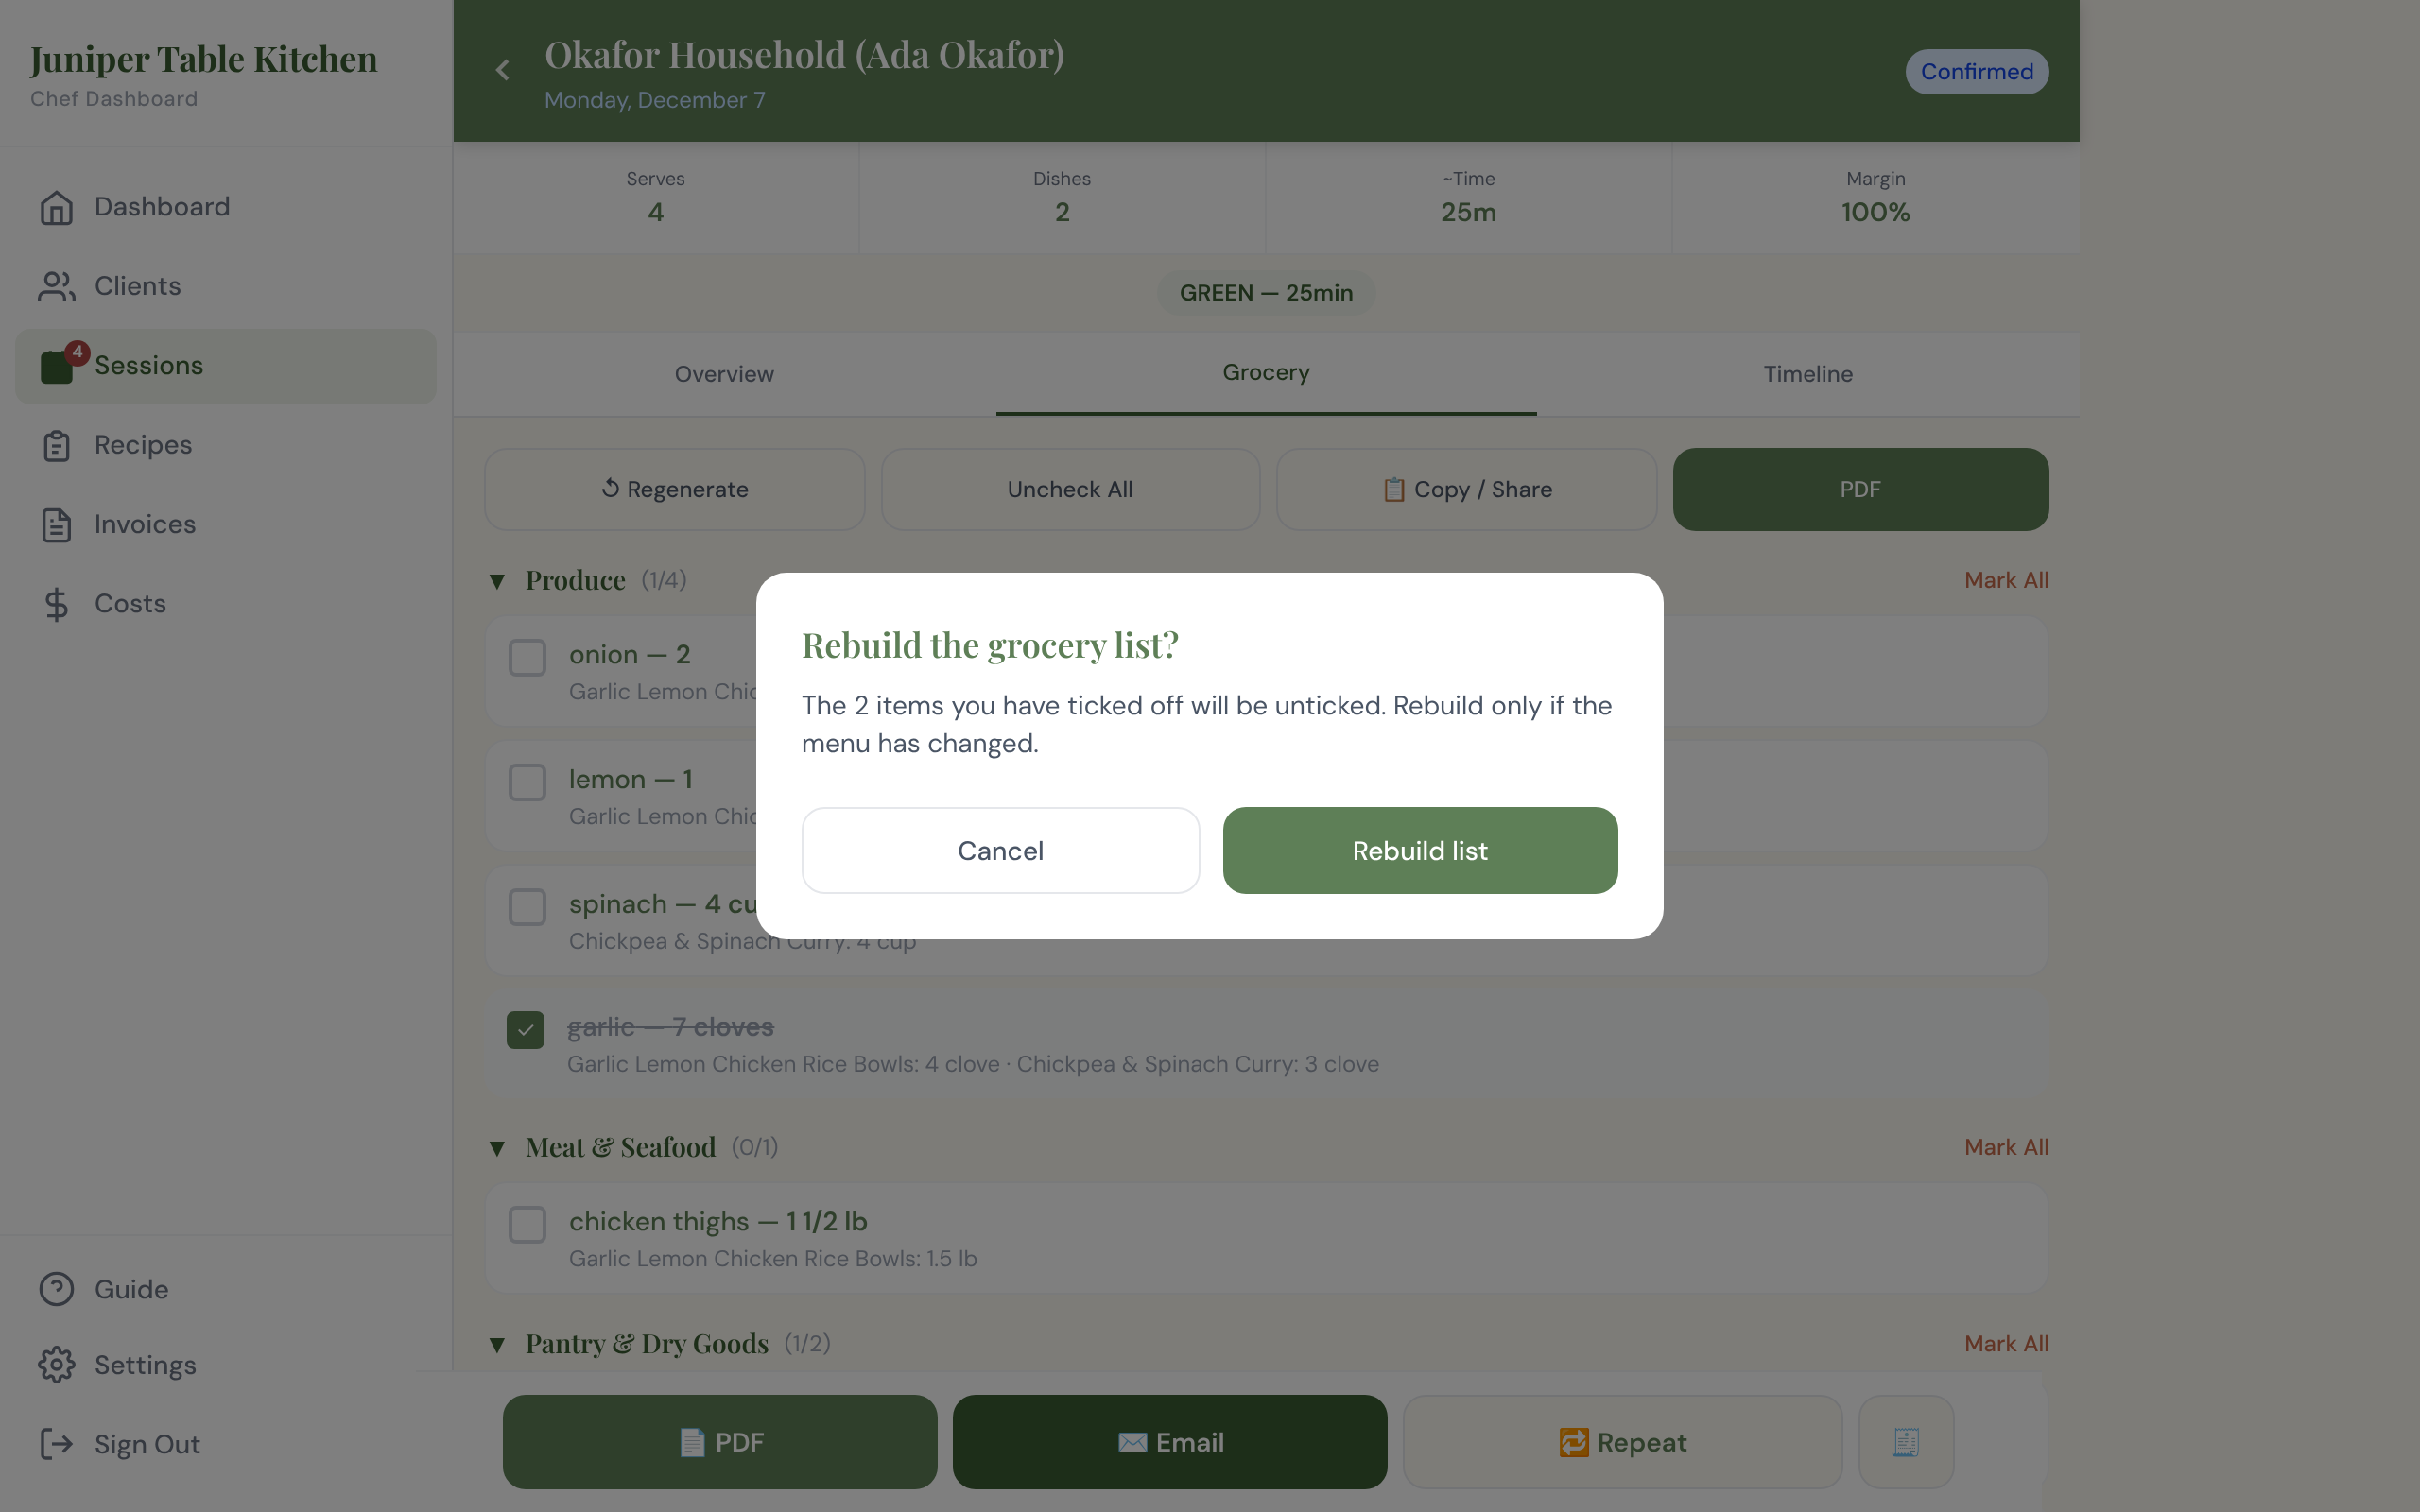 Juniper Table Kitchen
Chef Dashboard
Dashboard
Clients
4
Sessions
Recipes
Invoices
Costs
Guide
Settings
Sign Out
Okafor Household (Ada Okafor)
Monday, December 7
Confirmed
Serves
4
Dishes
2
~Time
25m
Margin
100%
GREEN — 25min
Overview
Grocery
Timeline
↺ Regenerate
Uncheck All
📋 Copy / Share
PDF
▼ Produce (1/4)
Mark All
onion — 2
Garlic Lemon Chic
lemon — 1
Garlic Lemon Chic
spinach — 4 cu
Chickpea & Spinach Curry: 4 cup
garlic — 7 cloves
Garlic Lemon Chicken Rice Bowls: 4 clove · Chickpea & Spinach Curry: 3 clove
▼ Meat & Seafood (0/1)
Mark All
chicken thighs — 1 1/2 lb
Garlic Lemon Chicken Rice Bowls: 1.5 lb
▼ Pantry & Dry Goods (1/2)
Mark All
Rebuild the grocery list?
The 2 items you have ticked off will be unticked. Rebuild only if the
menu has changed.
Cancel
Rebuild list
📄 PDF
✉️ Email
🔁 Repeat
🧾